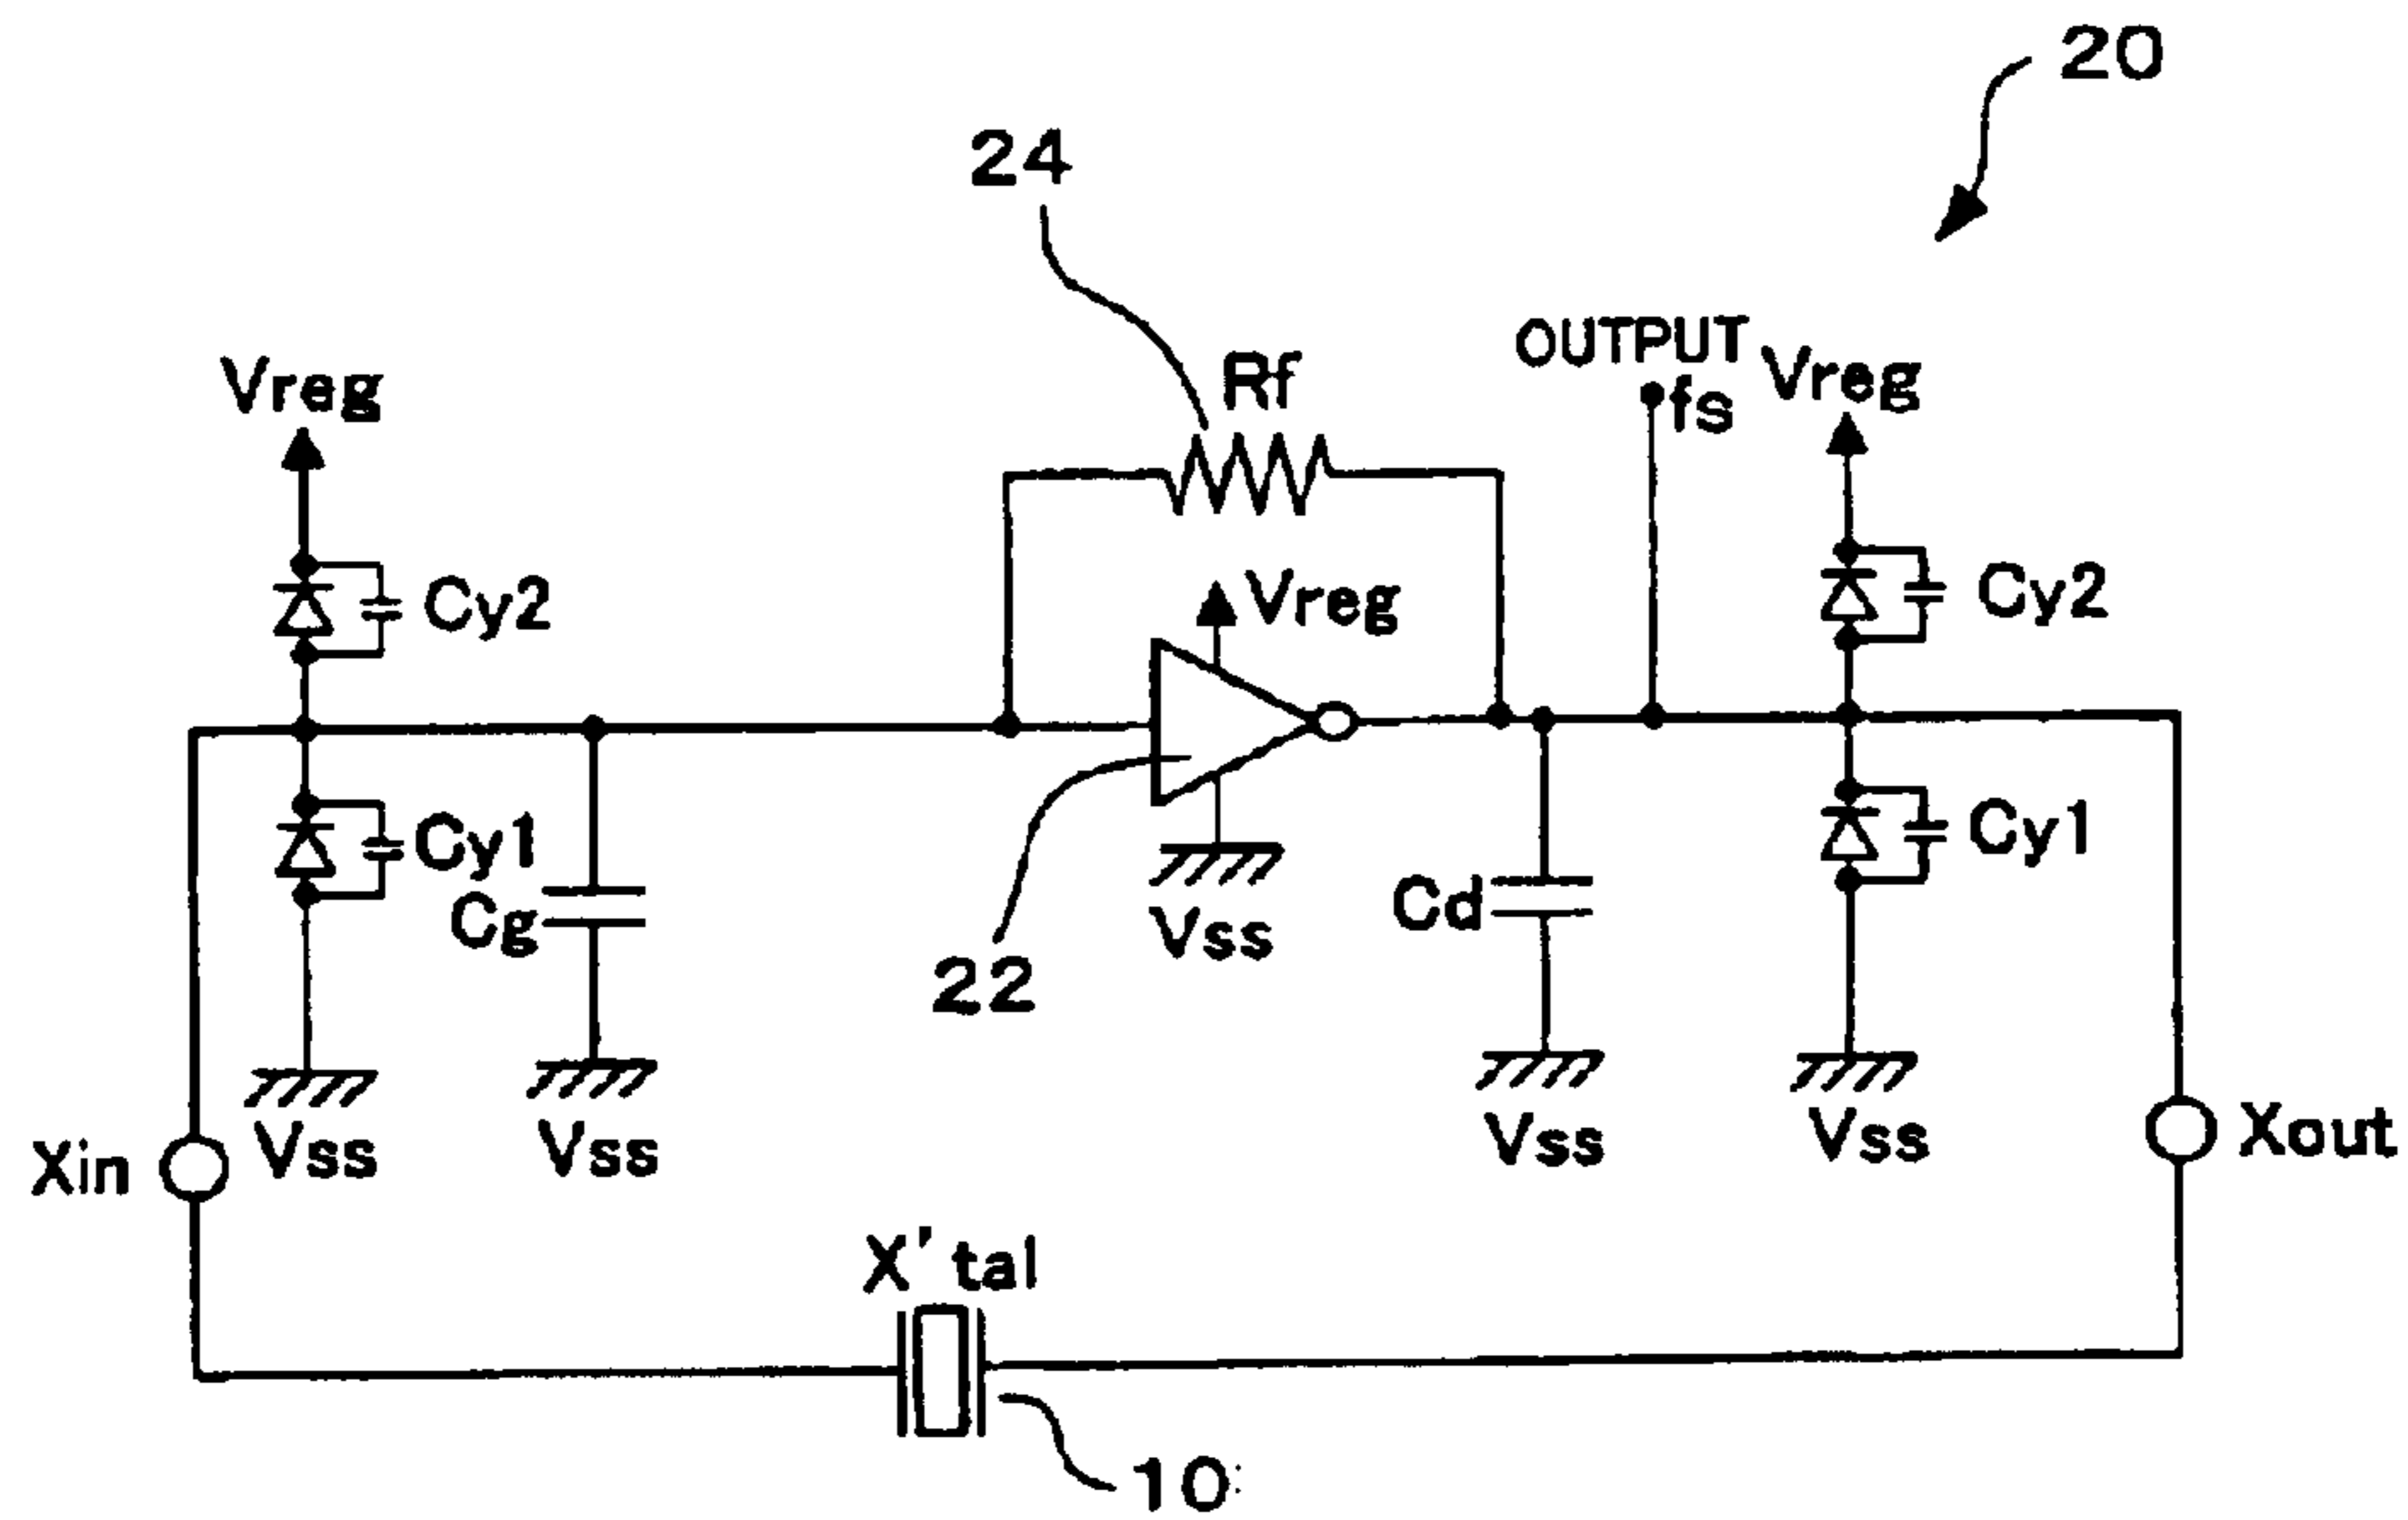 20
24
OUTPUT
Rf
Vreg
fs
Vreg
Cy2
Vreg
Cy2
Cy1
Cg
Cd
Cy1
Vss
22
Xin
Vss
Vss
Vss
Vss
Xout
X'tal
10